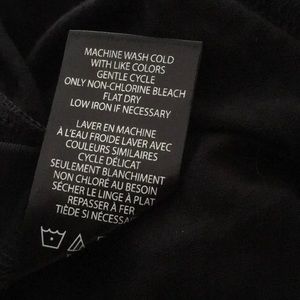 MACHINE WASH COLD
WITH LIKE COLORS
GENTLE CYCLE
ONLY NON-CHLORINE BLEACH
FLAT DRY
LOW IRON IF NECESSARY
LAVER EN MACHINE
À L'EAU FROIDE LAVER AVEC
COULEURS SIMILAIRES
CYCLE DÉLICAT
SEULEMENT BLANCHIMENT
NON CHLORÉ AU BESOIN
SÉCHER LE LINGE À PLAT
REPASSER À FER
TIÈDE SI NÉCESSA